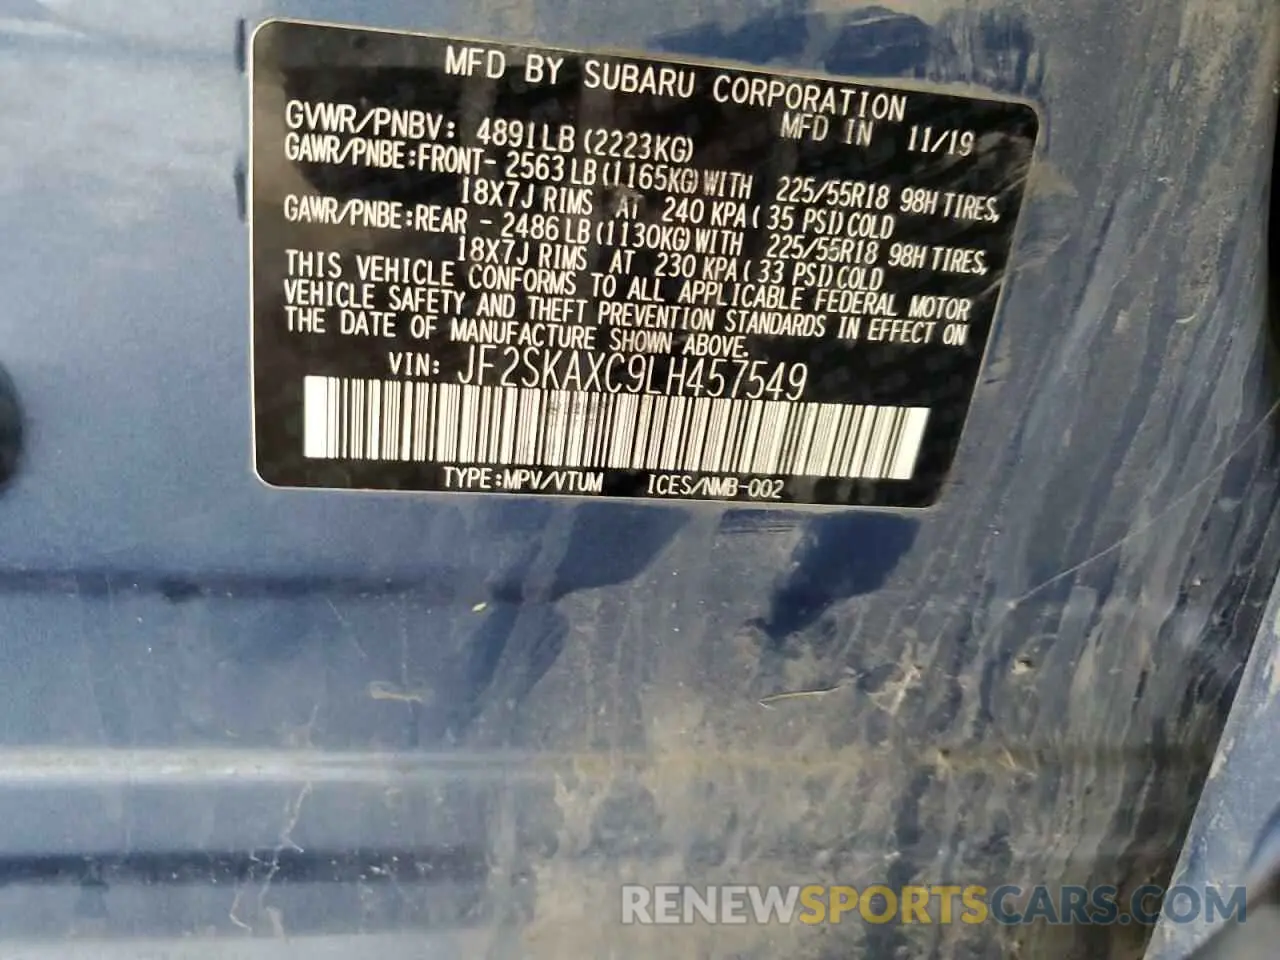 MFD BY SUBARU CORPORATION
MFD IN 11/19
GVWR/PNBV: 4891LB (2223KG)
GAWR/PNBE:FRONT- 2563 LB (1165KG) WITH 225/55R18 98H TIRES,
18X7J RIMS AT 240 KPA ( 35 PSI) COLD
GAWR/PNBE:REAR - 2486 LB (1130KG) WITH 225/55R18 98H TIRES,
18X7J RIMS AT 230 KPA ( 33 PSI) COLD
THIS VEHICLE CONFORMS TO ALL APPLICABLE FEDERAL MOTOR
VEHICLE SAFETY AND THEFT PREVENTION STANDARDS IN EFFECT ON
THE DATE OF MANUFACTURE SHOWN ABOVE.
VIN: JF2SKAXC9LH457549
TYPE:MPV/VTUM ICES/NMB-002
RENEWSPORTSCARS.COM